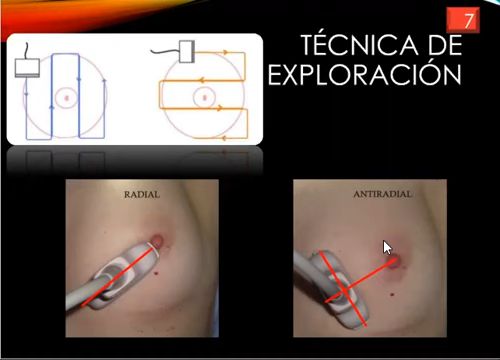 7
TÉCNICA DE
EXPLORACIÓN
RADIAL
ANTIRADIAL